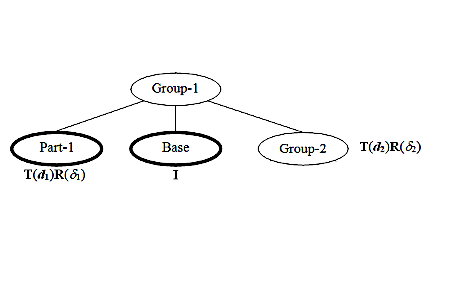 Group-1
Part-1
Base
Group-2
T(d₂)R(δ₂)
T(d₁)R(δ₁)
I